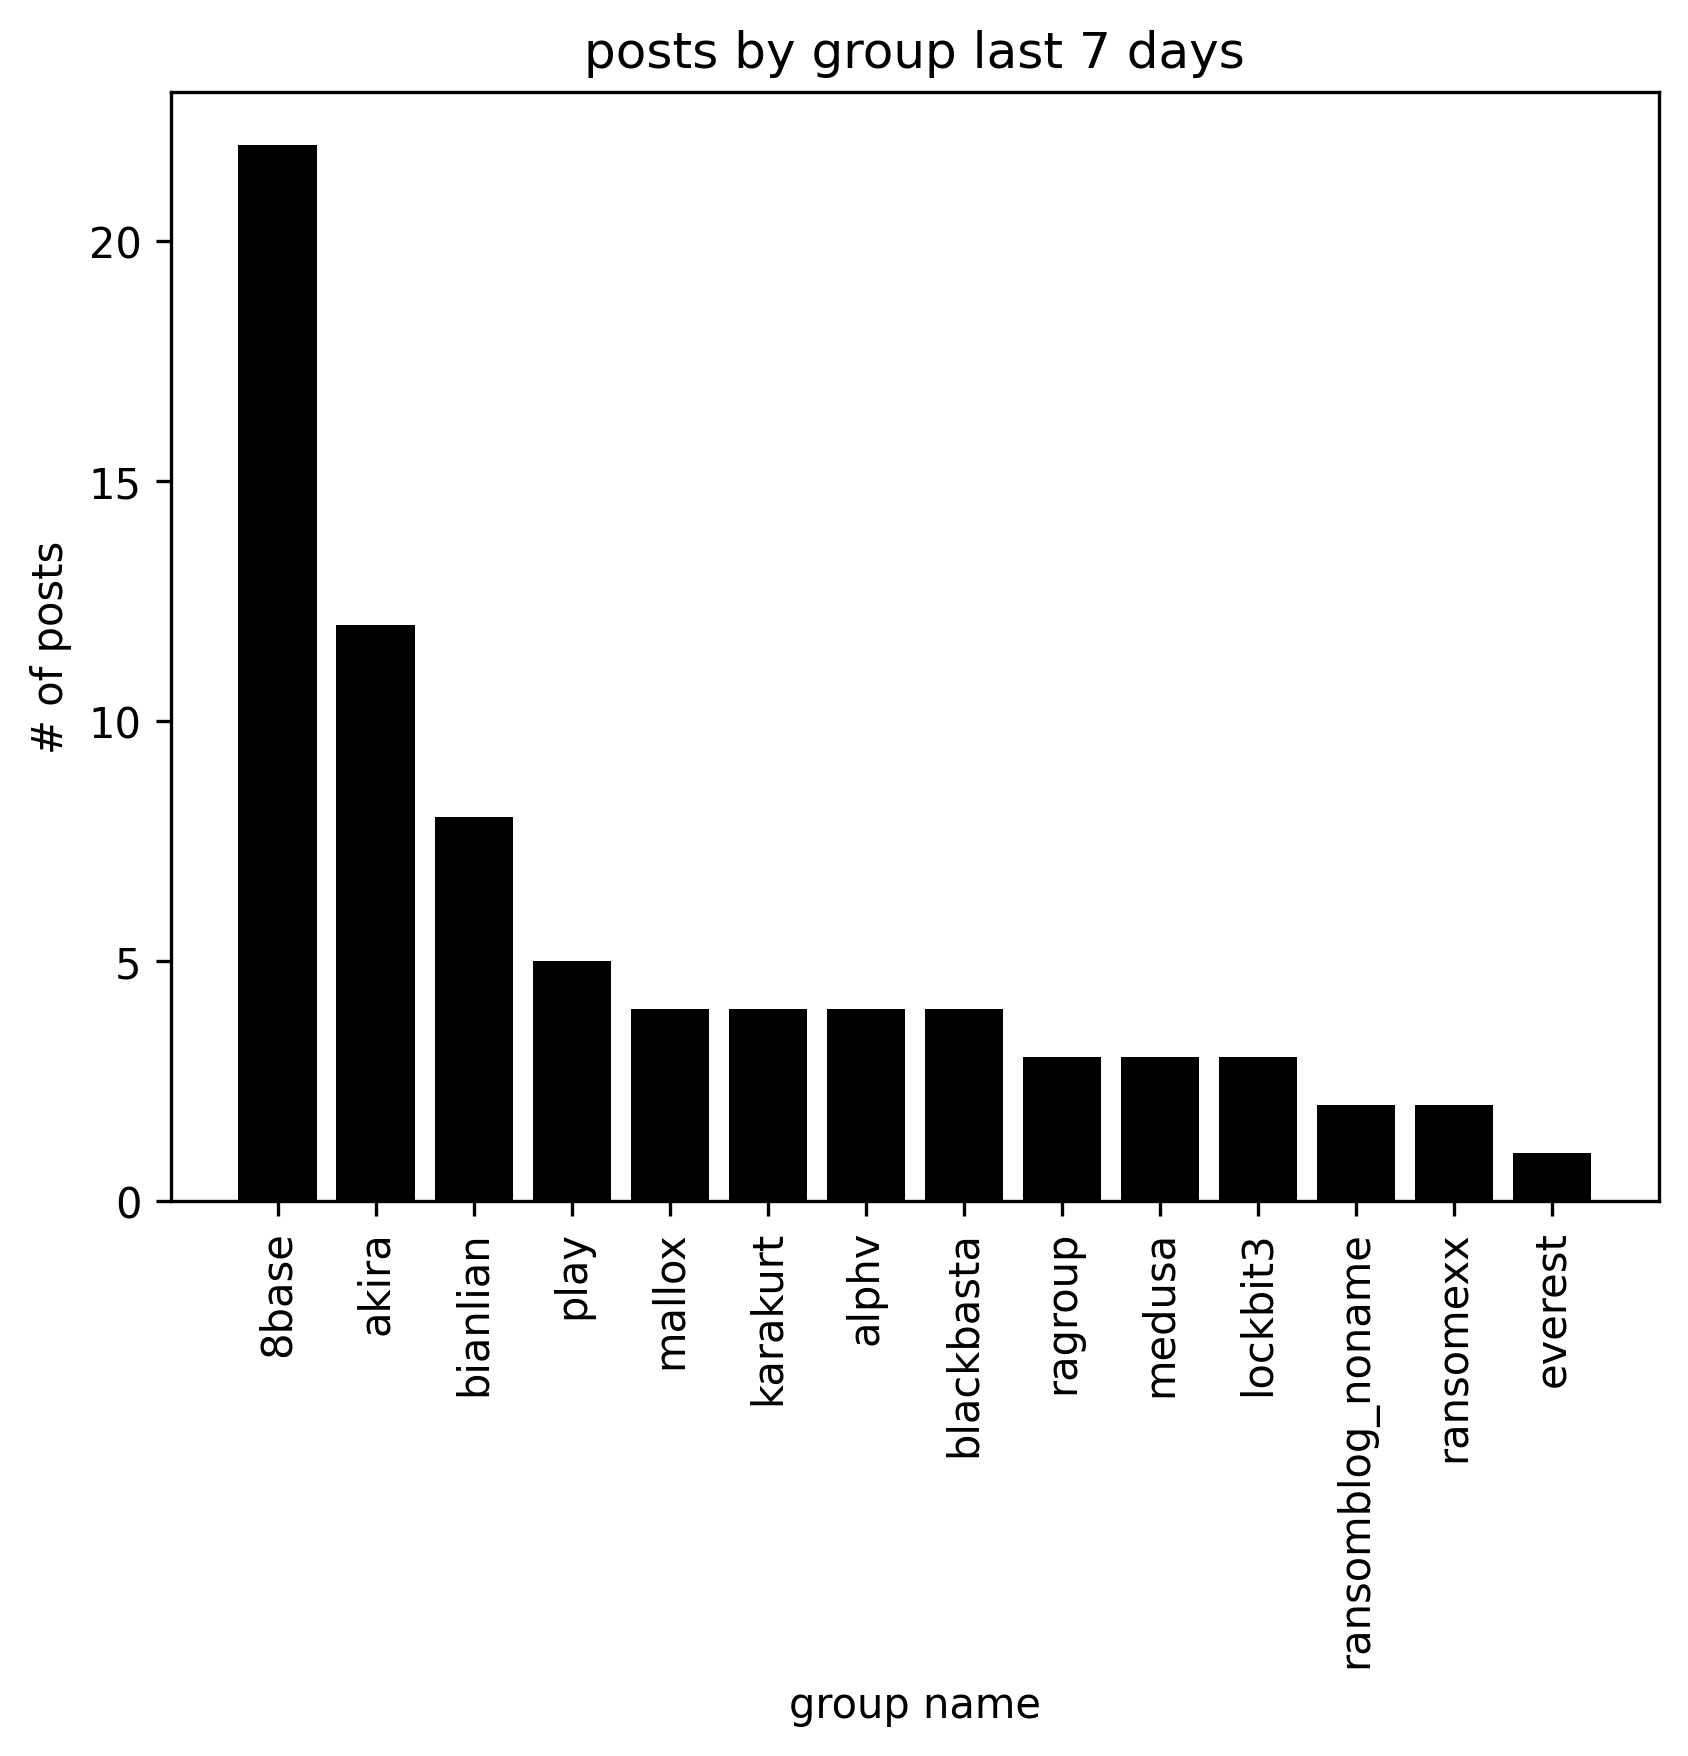 posts by group last 7 days
# of posts
20
15
10
5
0
8base
akira
bianlian
play
mallox
karakurt
alphv
blackbasta
ragroup
medusa
lockbit3
ransomblog_noname
ransomexx
everest
group name